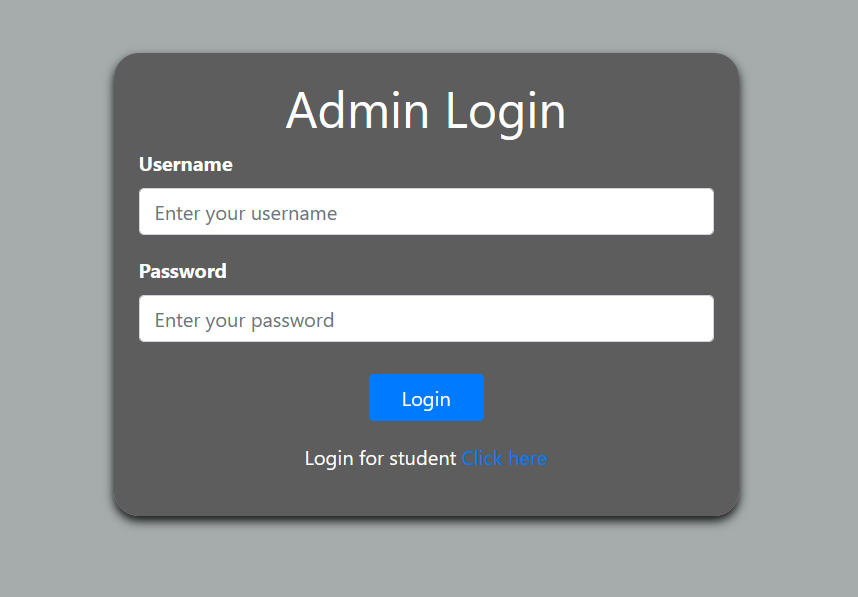 Admin Login
Username
Enter your username
Password
Enter your password
Login
Login for student Click here